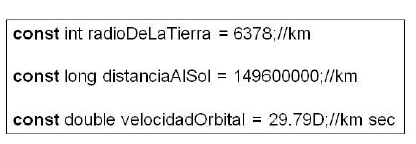 const int radioDeLaTierra = 6378;//km
const long distanciaAlSol = 149600000;//km
const double velocidadOrbital = 29.79D;//km sec